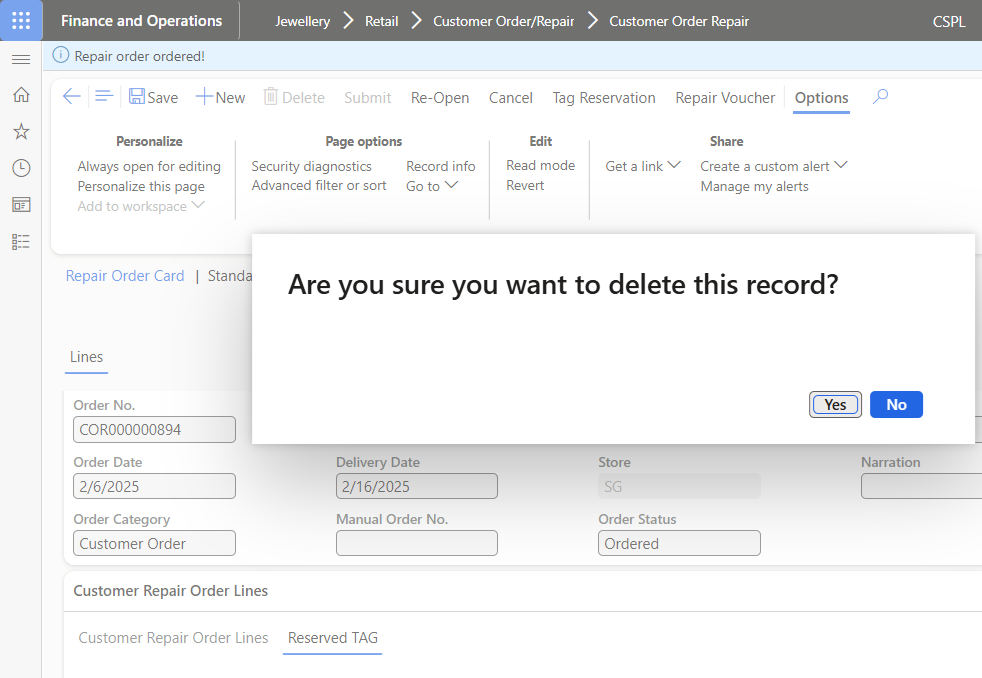 Finance and Operations Jewellery Retail Customer Order/Repair Customer Order Repair CSPL
Repair order ordered!
Save New Delete Submit Re-Open Cancel Tag Reservation Repair Voucher Options
Personalize Page options Edit Share
Always open for editing Security diagnostics Record info Read mode Get a link Create a custom alert
Personalize this page Advanced filter or sort Go to Revert Manage my alerts
Add to workspace
Are you sure you want to delete this record?
Repair Order Card | Standa
Lines
Yes No
Order No.
COR000000894
Order Date Delivery Date Store Narration
2/6/2025 2/16/2025 SG
Order Category Manual Order No. Order Status
Customer Order Ordered
Customer Repair Order Lines
Customer Repair Order Lines Reserved TAG